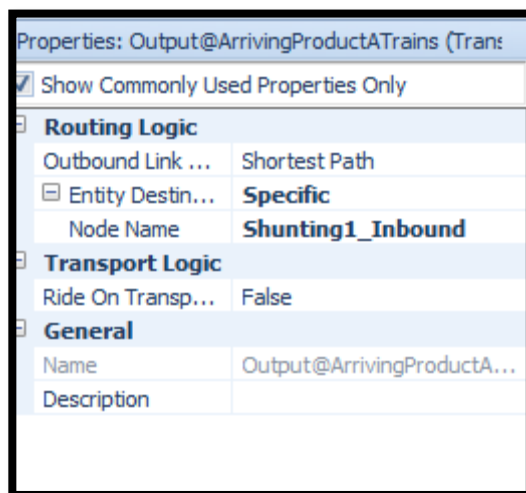 Properties: Output@ArrivingProductATrains (Trans
Show Commonly Used Properties Only
Routing Logic
Outbound Link ... Shortest Path
Entity Destin... Specific
Node Name Shunting1_Inbound
Transport Logic
Ride On Transp... False
General
Name Output@ArrivingProductA...
Description